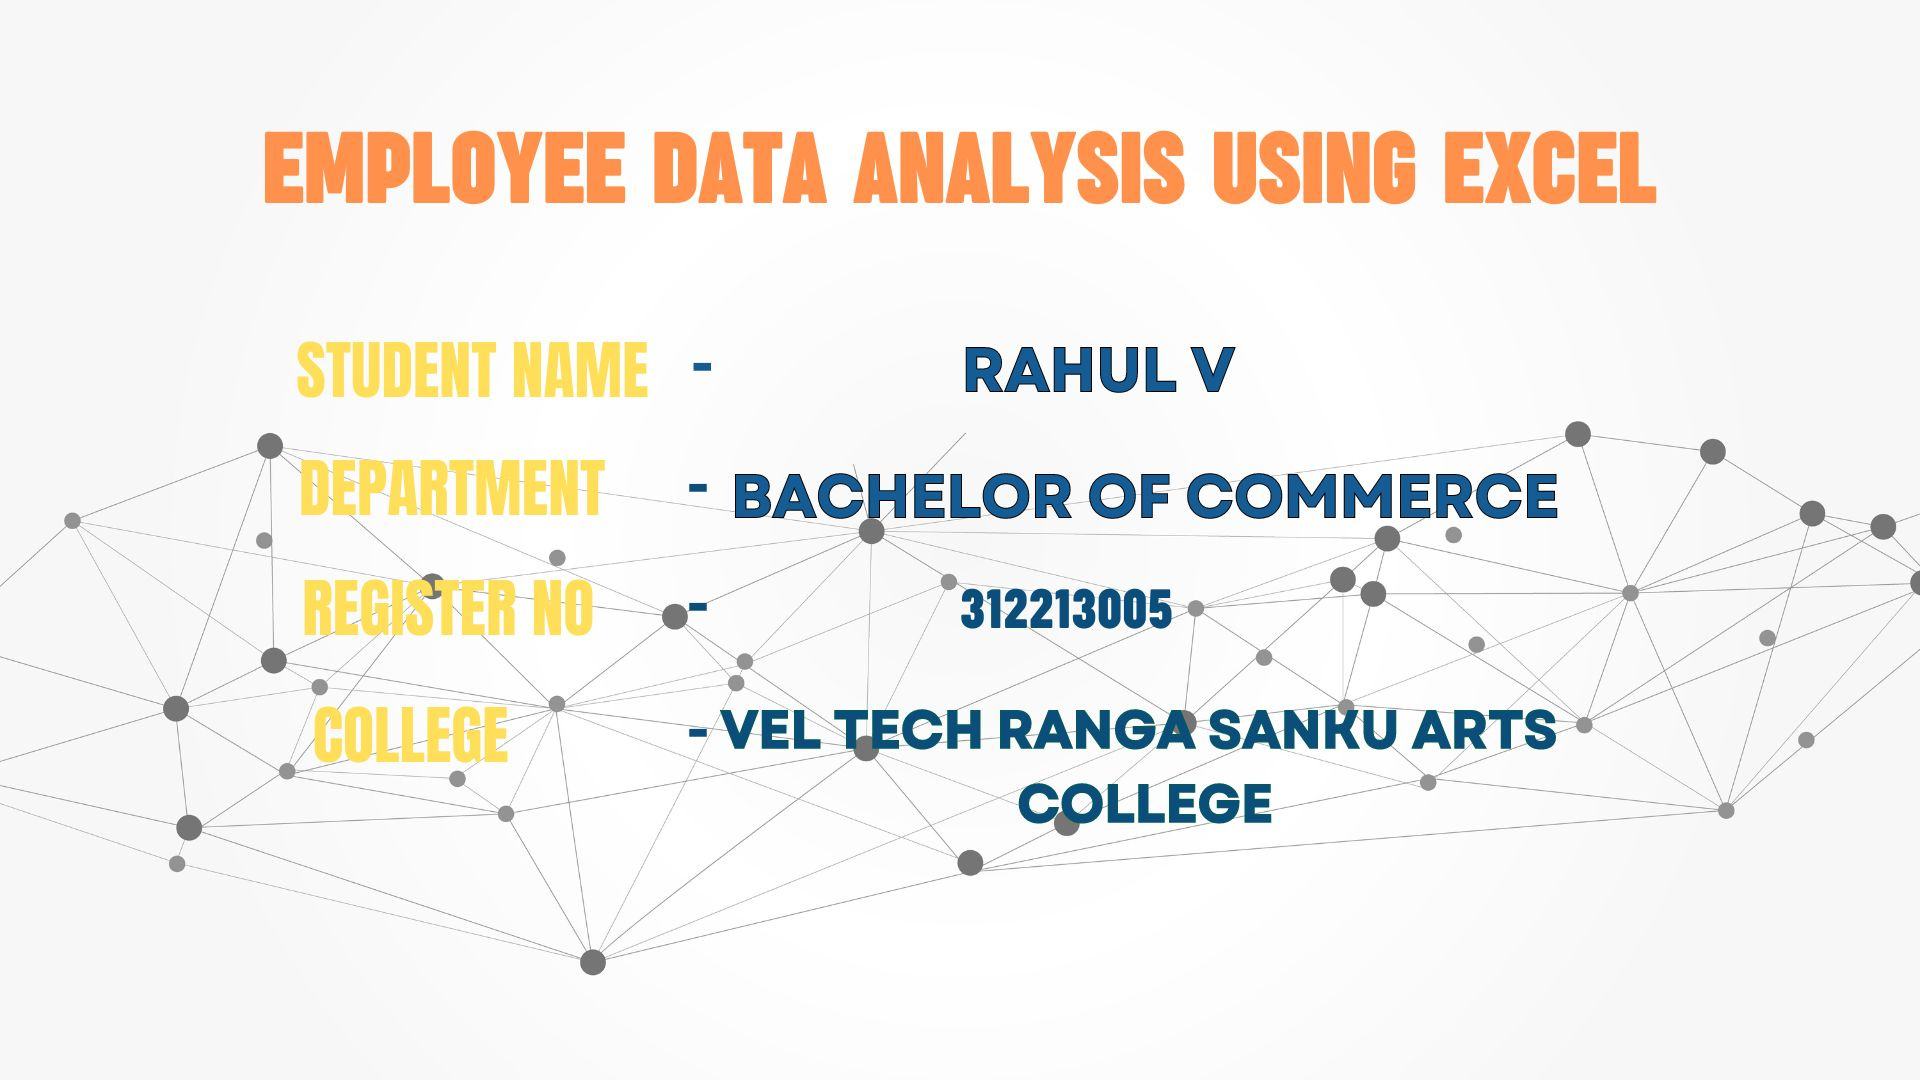 EMPLOYEE DATA ANALYSIS USING EXCEL
STUDENT NAME - RAHUL V
DEPARTMENT - BACHELOR OF COMMERCE
REGISTER NO - 312213005
COLLEGE - VEL TECH RANGA SANKU ARTS
COLLEGE